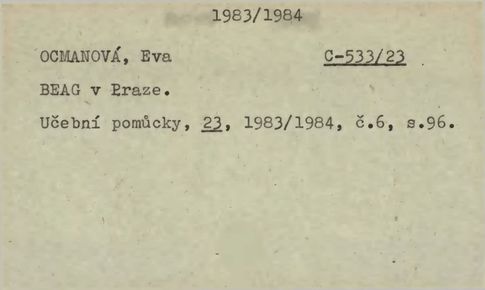 1983/1984
OCMANOVÁ, Eva C-533/23
BEAG v Praze.
Učební pomůcky, 23, 1983/1984, č.6, s.96.